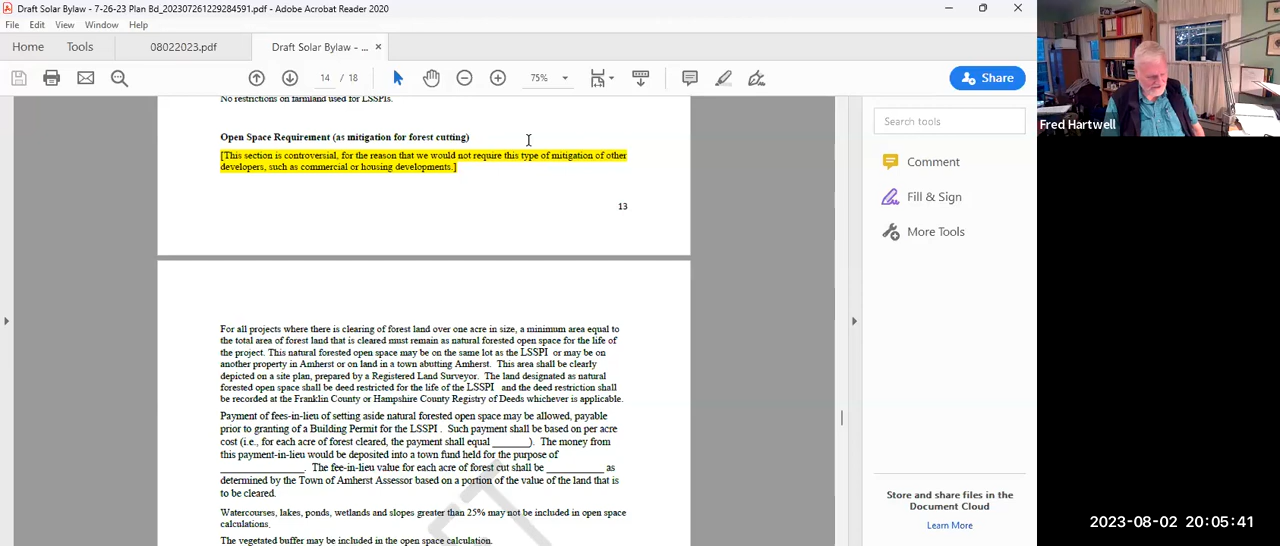 Draft Solar Bylaw - 7-26-23 Plan Bd_202307261229284591.pdf - Adobe Acrobat Reader 2020
File Edit View Window Help
Home Tools 08022023.pdf Draft Solar Bylaw - ... ×
14 / 18 75% Share
No restrictions on farmland used for LSSPIs.
Open Space Requirement (as mitigation for forest cutting)
[This section is controversial, for the reason that we would not require this type of mitigation of other
developers, such as commercial or housing developments.]
13
For all projects where there is clearing of forest land over one acre in size, a minimum area equal to
the total area of forest land that is cleared must remain as natural forested open space for the life of
the project. This natural forested open space may be on the same lot as the LSSPI or may be on
another property in Amherst or on land in a town abutting Amherst. This area shall be clearly
depicted on a site plan, prepared by a Registered Land Surveyor. The land designated as natural
forested open space shall be deed restricted for the life of the LSSPI and the deed restriction shall
be recorded at the Franklin County or Hampshire County Registry of Deeds whichever is applicable.
Payment of fees-in-lieu of setting aside natural forested open space may be allowed, payable
prior to granting of a Building Permit for the LSSPI . Such payment shall be based on per acre
cost (i.e., for each acre of forest cleared, the payment shall equal _______). The money from
this payment-in-lieu would be deposited into a town fund held for the purpose of
________________. The fee-in-lieu value for each acre of forest cut shall be ___________ as
determined by the Town of Amherst Assessor based on a portion of the value of the land that is
to be cleared.
Watercourses, lakes, ponds, wetlands and slopes greater than 25% may not be included in open space
calculations.
The vegetated buffer may be included in the open space calculation.
Search tools
Comment
Fill & Sign
More Tools
Store and share files in the
Document Cloud
Learn More
Fred Hartwell
2023-08-02 20:05:41